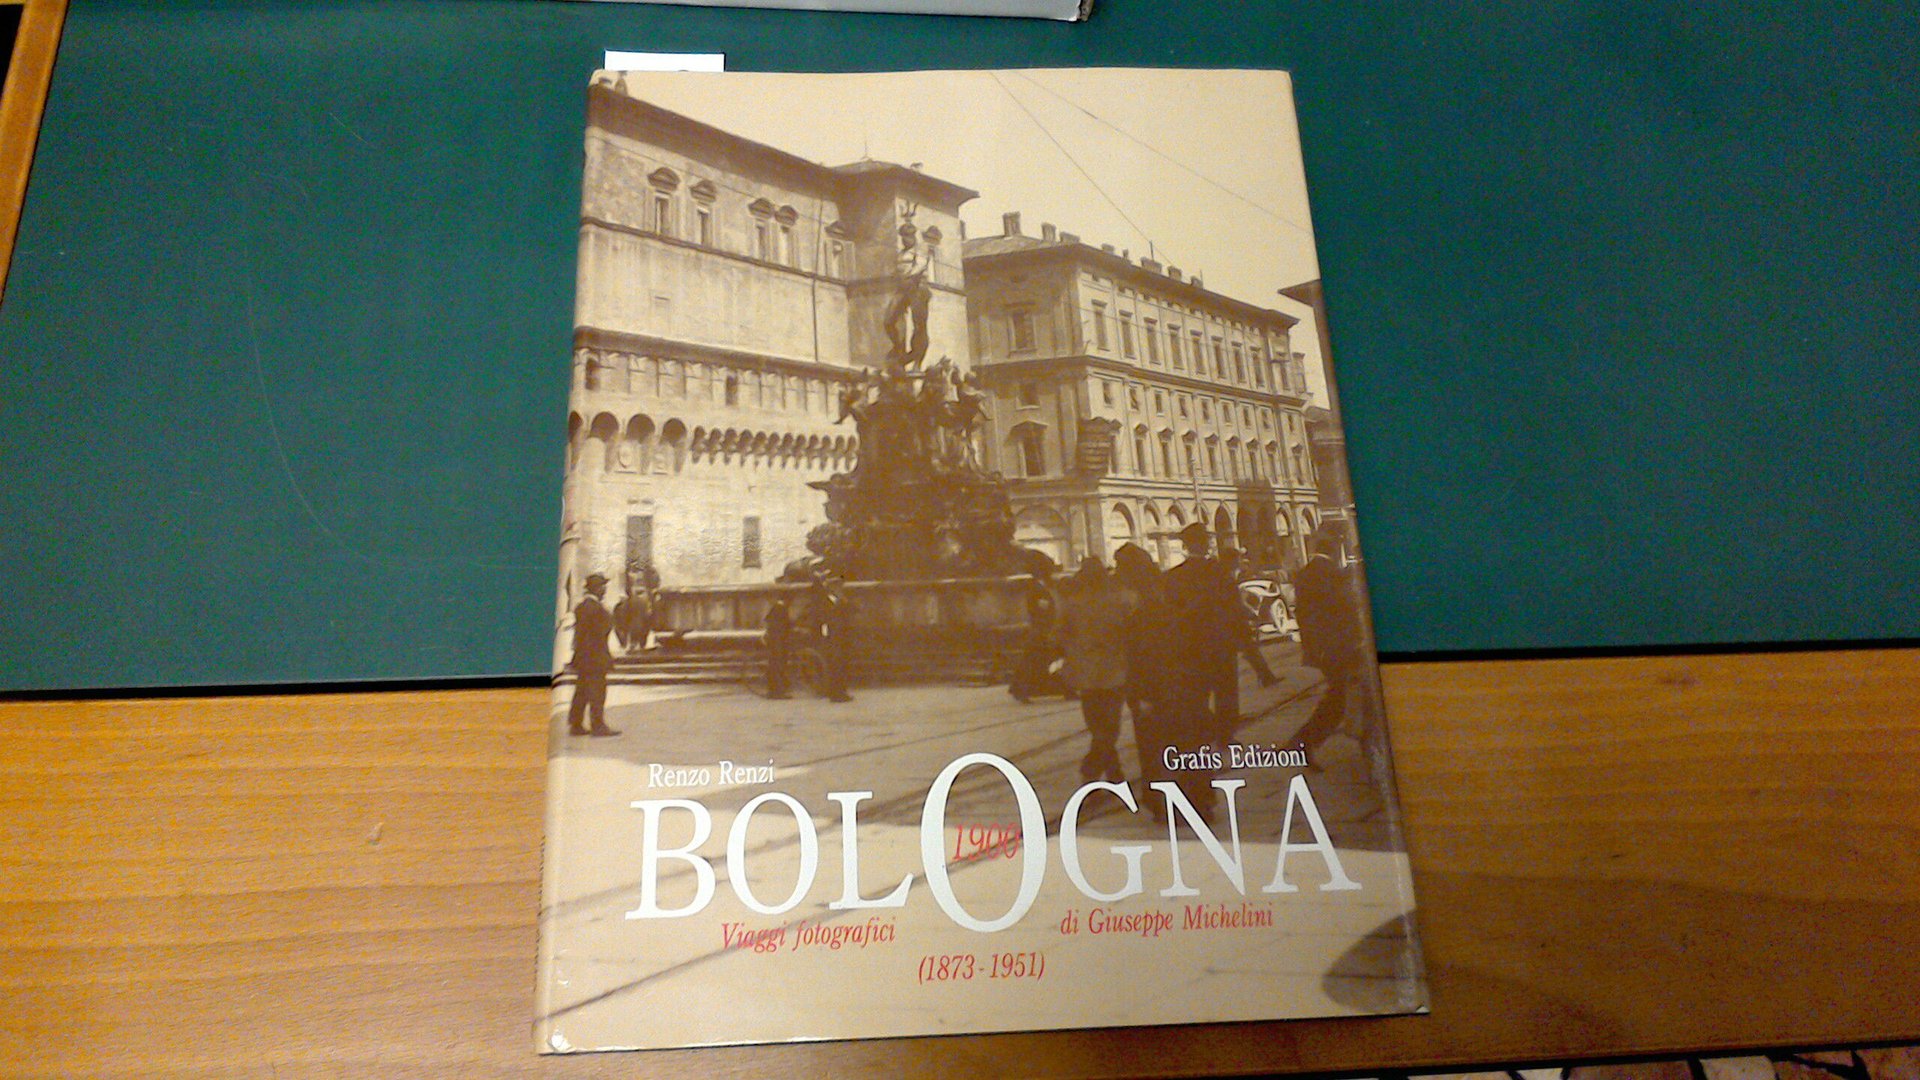 Renzo Renzi
Grafis Edizioni
BOLOGNA
1900
Viaggi fotografici
di Giuseppe Michelini
(1873-1951)